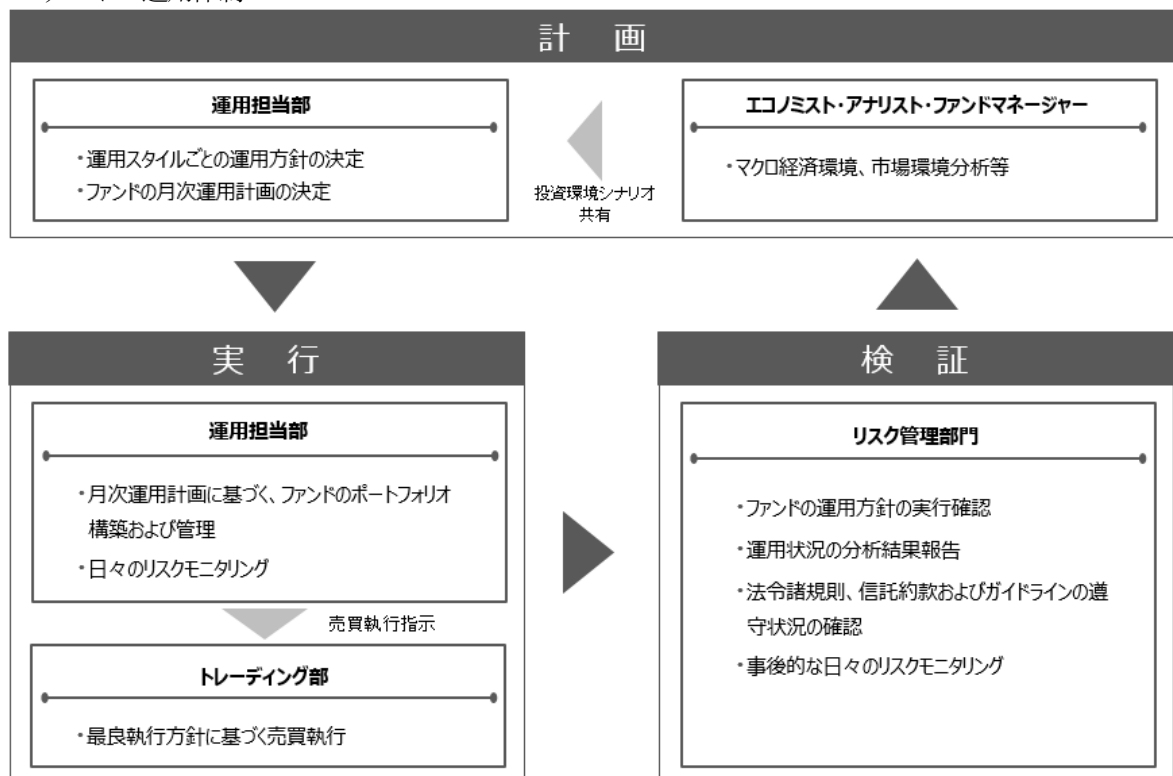 計 画
運用担当部
・運用スタイルごとの運用方針の決定
・ファンドの月次運用計画の決定
投資環境シナリオ
共有
エコノミスト・アナリスト・ファンドマネージャー
・マクロ経済環境、市場環境分析等
実 行
運用担当部
・月次運用計画に基づく、ファンドのポートフォリオ
構築および管理
・日々のリスクモニタリング
売買執行指示
トレーディング部
・最良執行方針に基づく売買執行
検 証
リスク管理部門
・ファンドの運用方針の実行確認
・運用状況の分析結果報告
・法令諸規則、信託約款およびガイドラインの遵
守状況の確認
・事後的な日々のリスクモニタリング